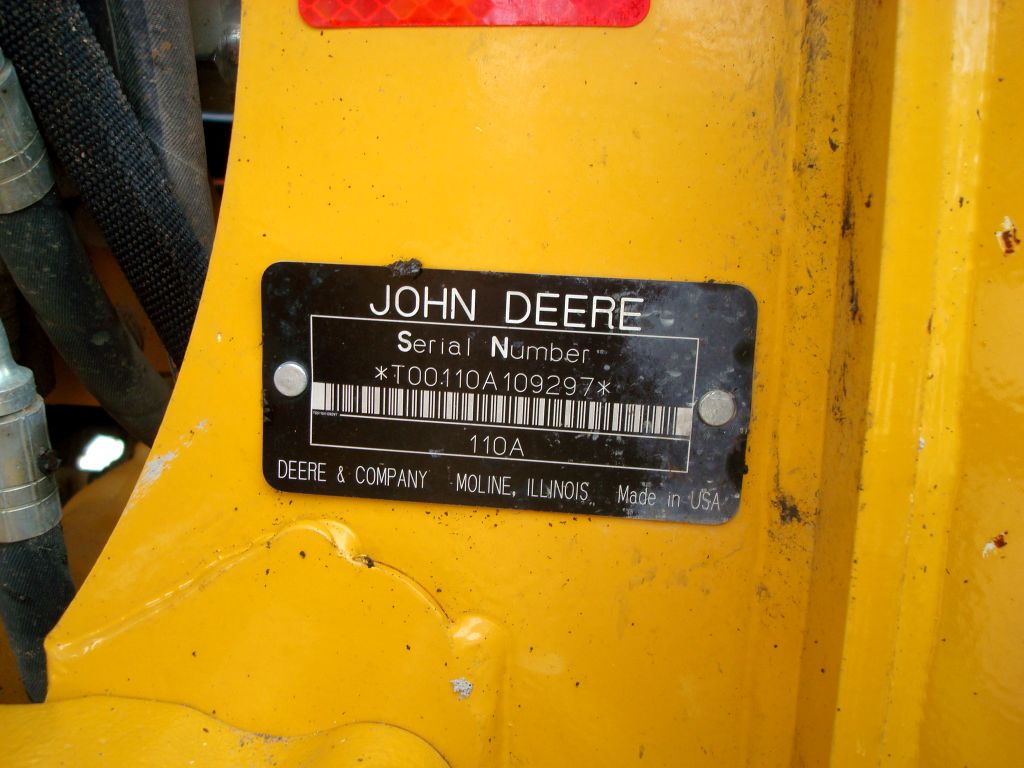 JOHN DEERE
Serial Number
*T00110A109297*
110A
DEERE & COMPANY MOLINE, ILLINOIS Made in USA